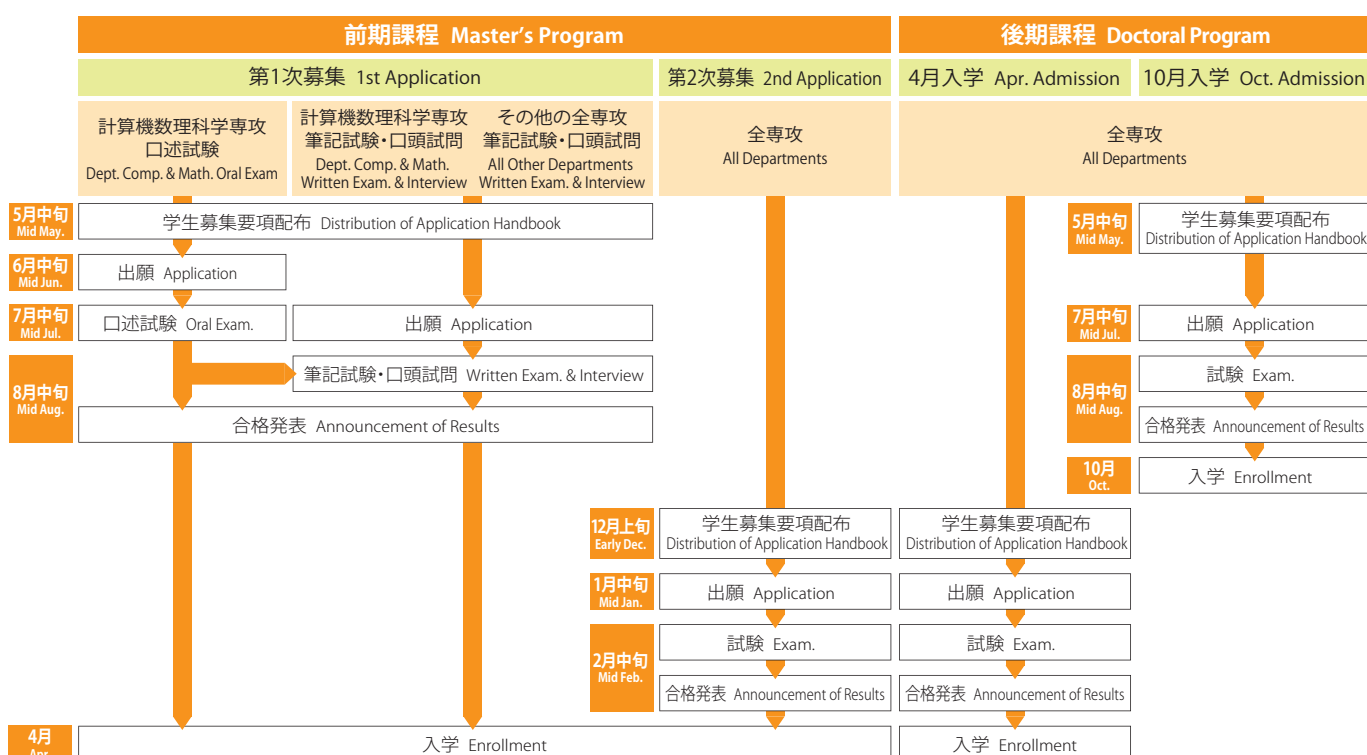 前期課程 Master's Program
後期課程 Doctoral Program
第1次募集 1st Application
第2次募集 2nd Application
4月入学 Apr. Admission
10月入学 Oct. Admission
計算機数理科学専攻
口述試験
Dept. Comp. & Math. Oral Exam
計算機数理科学専攻
筆記試験・口頭試問
Dept. Comp. & Math.
Written Exam. & Interview
その他の全専攻
筆記試験・口頭試問
All Other Departments
Written Exam. & Interview
全専攻
All Departments
全専攻
All Departments
5月中旬
Mid May.
学生募集要項配布 Distribution of Application Handbook
5月中旬
Mid May.
学生募集要項配布
Distribution of Application Handbook
6月中旬
Mid Jun.
出願 Application
7月中旬
Mid Jul.
口述試験 Oral Exam.
出願 Application
7月中旬
Mid Jul.
出願 Application
8月中旬
Mid Aug.
筆記試験・口頭試問 Written Exam. & Interview
合格発表 Announcement of Results
8月中旬
Mid Aug.
試験 Exam.
合格発表 Announcement of Results
10月
Oct.
入学 Enrollment
12月上旬
Early Dec.
学生募集要項配布
Distribution of Application Handbook
学生募集要項配布
Distribution of Application Handbook
1月中旬
Mid Jan.
出願 Application
出願 Application
2月中旬
Mid Feb.
試験 Exam.
試験 Exam.
合格発表 Announcement of Results
合格発表 Announcement of Results
4月
Apr.
入学 Enrollment
入学 Enrollment